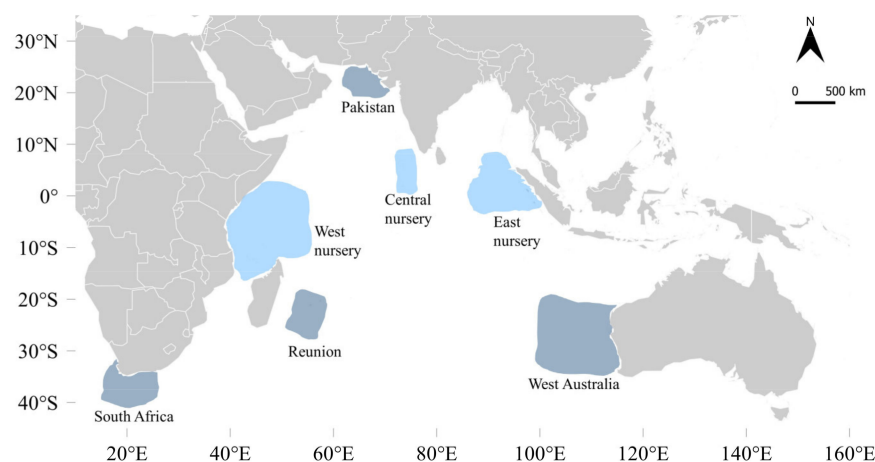 N
0 500 km
30°N
20°N
10°N
0°
10°S
20°S
30°S
40°S
Pakistan
Central
nursery
East
nursery
West
nursery
Reunion
West Australia
South Africa
20°E 40°E 60°E 80°E 100°E 120°E 140°E 160°E